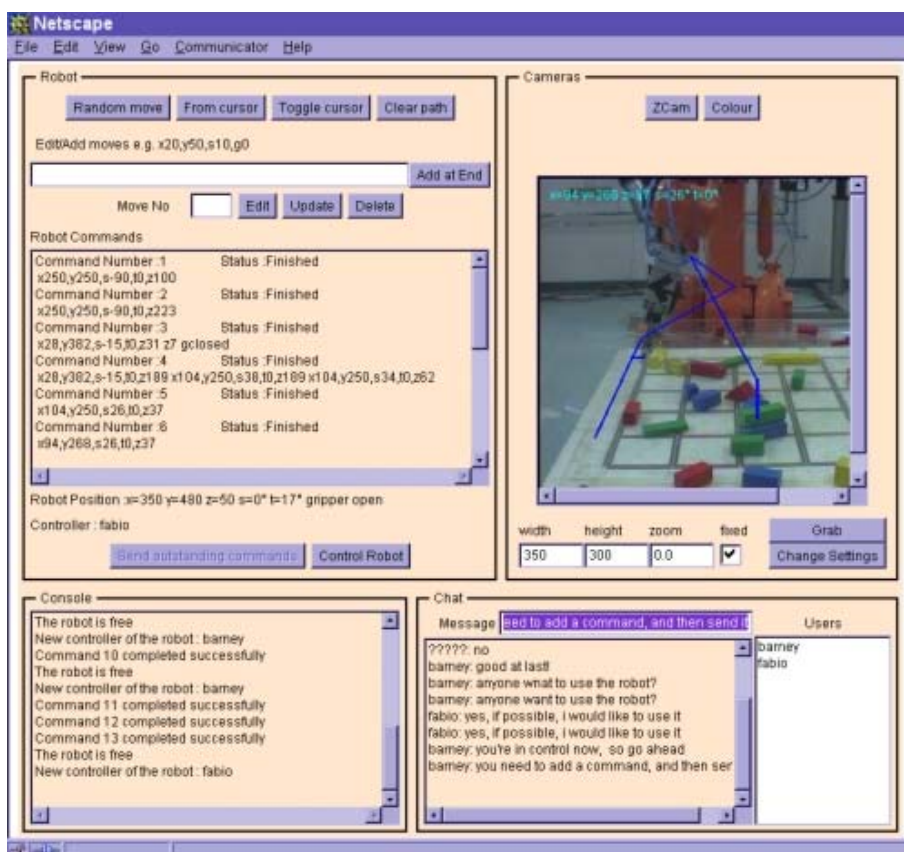 Netscape
File Edit View Go Communicator Help
Robot
Random move From cursor Toggle cursor Clear path
Edit/Add moves e.g. x20,y50,s10,g0
Add at End
Move No Edit Update Delete
Robot Commands
Command Number :1 Status :Finished
x250,y250,s-90,t0,z100
Command Number :2 Status :Finished
x250,y250,s-90,t0,z223
Command Number :3 Status :Finished
x28,y382,s-15,t0,z31 z7 gclosed
Command Number :4 Status :Finished
x28,y382,s-15,t0,z189 x104,y250,s38,t0,z189 x104,y250,s34,t0,z62
Command Number :5 Status :Finished
x104,y250,s26,t0,z37
Command Number :6 Status :Finished
x94,y268,s26,t0,z37
Robot Position :x=350 y=480 z=50 s=0° t=17° gripper open
Controller : fabio
Send outstanding commands Control Robot
Cameras
ZCam Colour
x=94 y=268 s=26° t=0°
width height zoom fixed Grab
350 300 0.0 Change Settings
Console
The robot is free
New controller of the robot : barney
Command 10 completed successfully
The robot is free
New controller of the robot : barney
Command 11 completed successfully
Command 12 completed successfully
Command 13 completed successfully
The robot is free
New controller of the robot : fabio
Chat
Message eed to add a command, and then send it Users
?????: no
barney: good at last!
barney: anyone wnat to use the robot?
barney: anyone want to use the robot?
fabio: yes, if possible, i would like to use it
fabio: yes, if possible, i would like to use it
barney: you're in control now, so go ahead
barney: you need to add a command, and then ser
barney
fabio